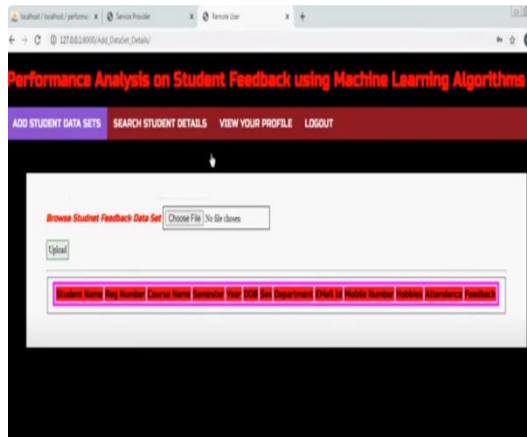 localhost / localhost / performa
Service Provider
Remote User
127.0.0.1:8000/Add_DataSet_Details/
Performance Analysis on Student Feedback using Machine Learning Algorithms
ADD STUDENT DATA SETS SEARCH STUDENT DETAILS VIEW YOUR PROFILE LOGOUT
Browse Studnet Feedback Data Set Choose File No file chosen
Upload
Student Name Reg Number Course Name Semester Year DOB Sex Department EMail Id Mobile Number Hobbies Attendance Feedback